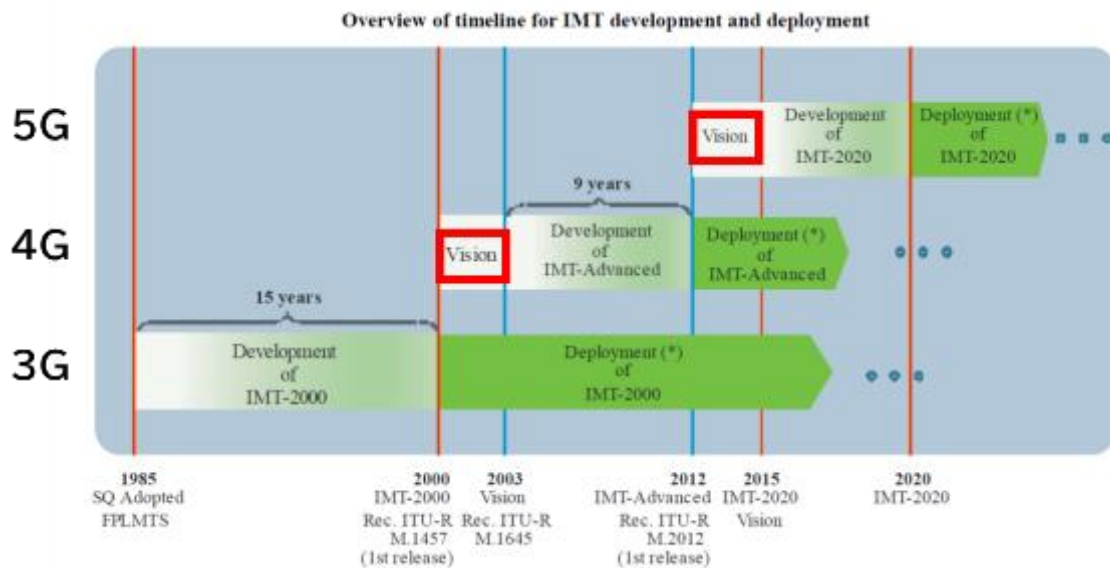 Overview of timeline for IMT development and deployment
5G
Vision
Development
of
IMT-2020
Deployment (*)
of
IMT-2020
9 years
4G
Vision
Development
of
IMT-Advanced
Deployment (*)
of
IMT-Advanced
15 years
3G
Development
of
IMT-2000
Deployment (*)
of
IMT-2000
1985
SQ Adopted
FPLMTS
2000
IMT-2000
Rec. ITU-R
M.1457
(1st release)
2003
Vision
Rec. ITU-R
M.1645
2012
IMT-Advanced
Rec. ITU-R
M.2012
(1st release)
2015
IMT-2020
Vision
2020
IMT-2020